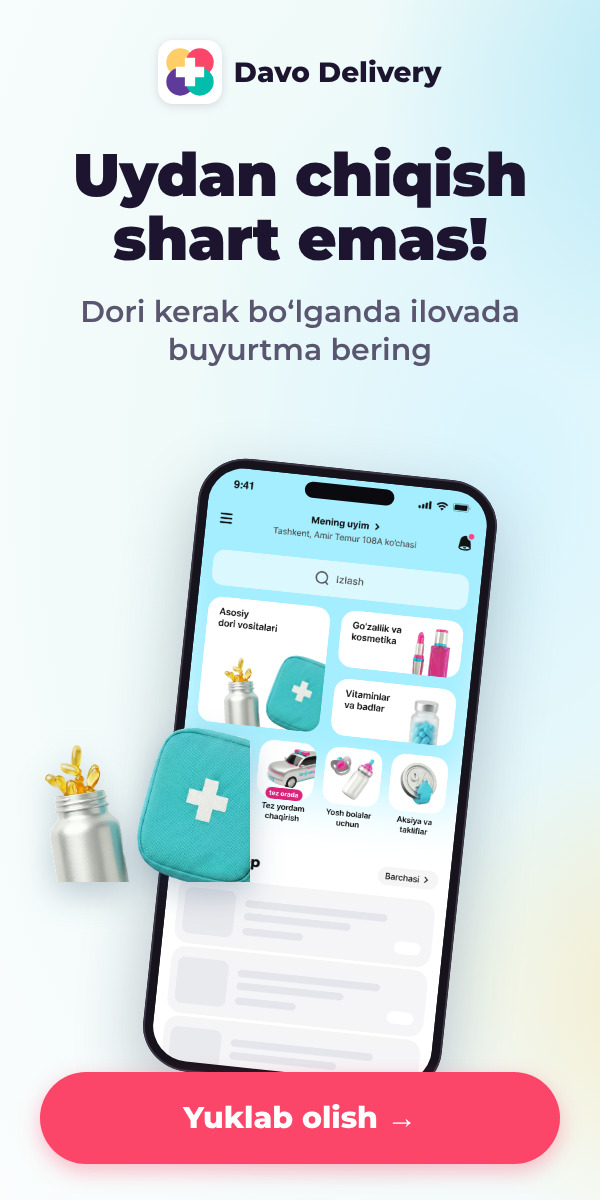 Davo Delivery
Uydan chiqish
shart emas!
Dori kerak bo‘lganda ilovada
buyurtma bering
9:41
Mening uyim >
Tashkent, Amir Temur 108A ko'chasi
Izlash
Asosiy
dori vositalari
Go'zallik va
kosmetika
Vitaminlar
va badlar
tez orada
Tez yordam
chaqirish
Yosh bolalar
uchun
Aksiya va
takliflar
Barchasi >
Yuklab olish →